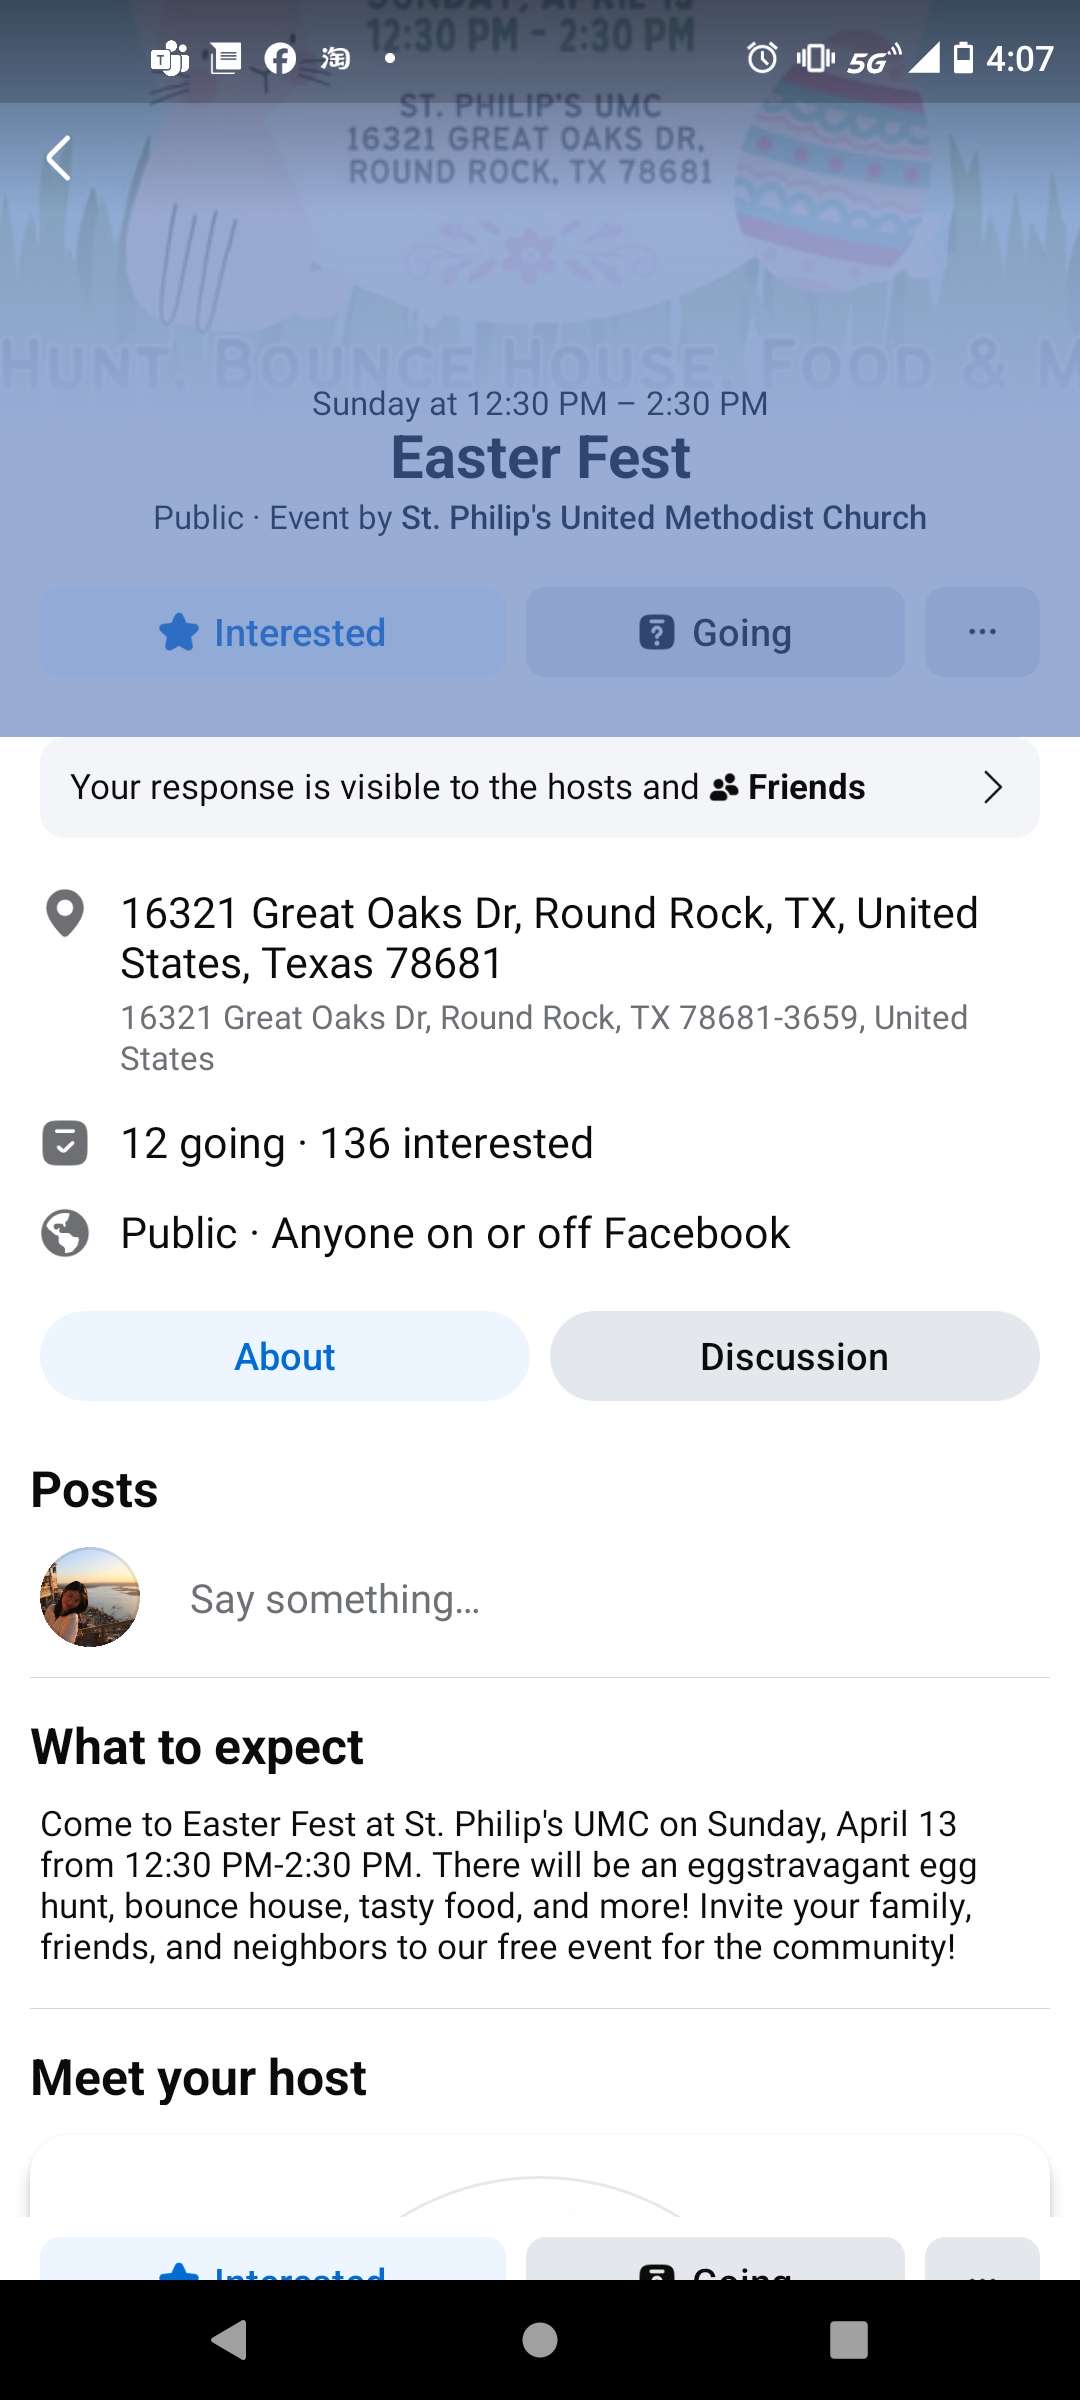 SUNDAY, APRIL 13
12:30 PM - 2:30 PM
淘
5G
4:07
ST. PHILIP'S UMC
16321 GREAT OAKS DR,
ROUND ROCK, TX 78681
HUNT, BOUNCE HOUSE, FOOD & M
Sunday at 12:30 PM – 2:30 PM
Easter Fest
Public · Event by St. Philip's United Methodist Church
Interested
Going
...
Your response is visible to the hosts and Friends
16321 Great Oaks Dr, Round Rock, TX, United
States, Texas 78681
16321 Great Oaks Dr, Round Rock, TX 78681-3659, United
States
12 going · 136 interested
Public · Anyone on or off Facebook
About
Discussion
Posts
Say something...
What to expect
Come to Easter Fest at St. Philip's UMC on Sunday, April 13
from 12:30 PM-2:30 PM. There will be an eggstravagant egg
hunt, bounce house, tasty food, and more! Invite your family,
friends, and neighbors to our free event for the community!
Meet your host
Interested
Going
...